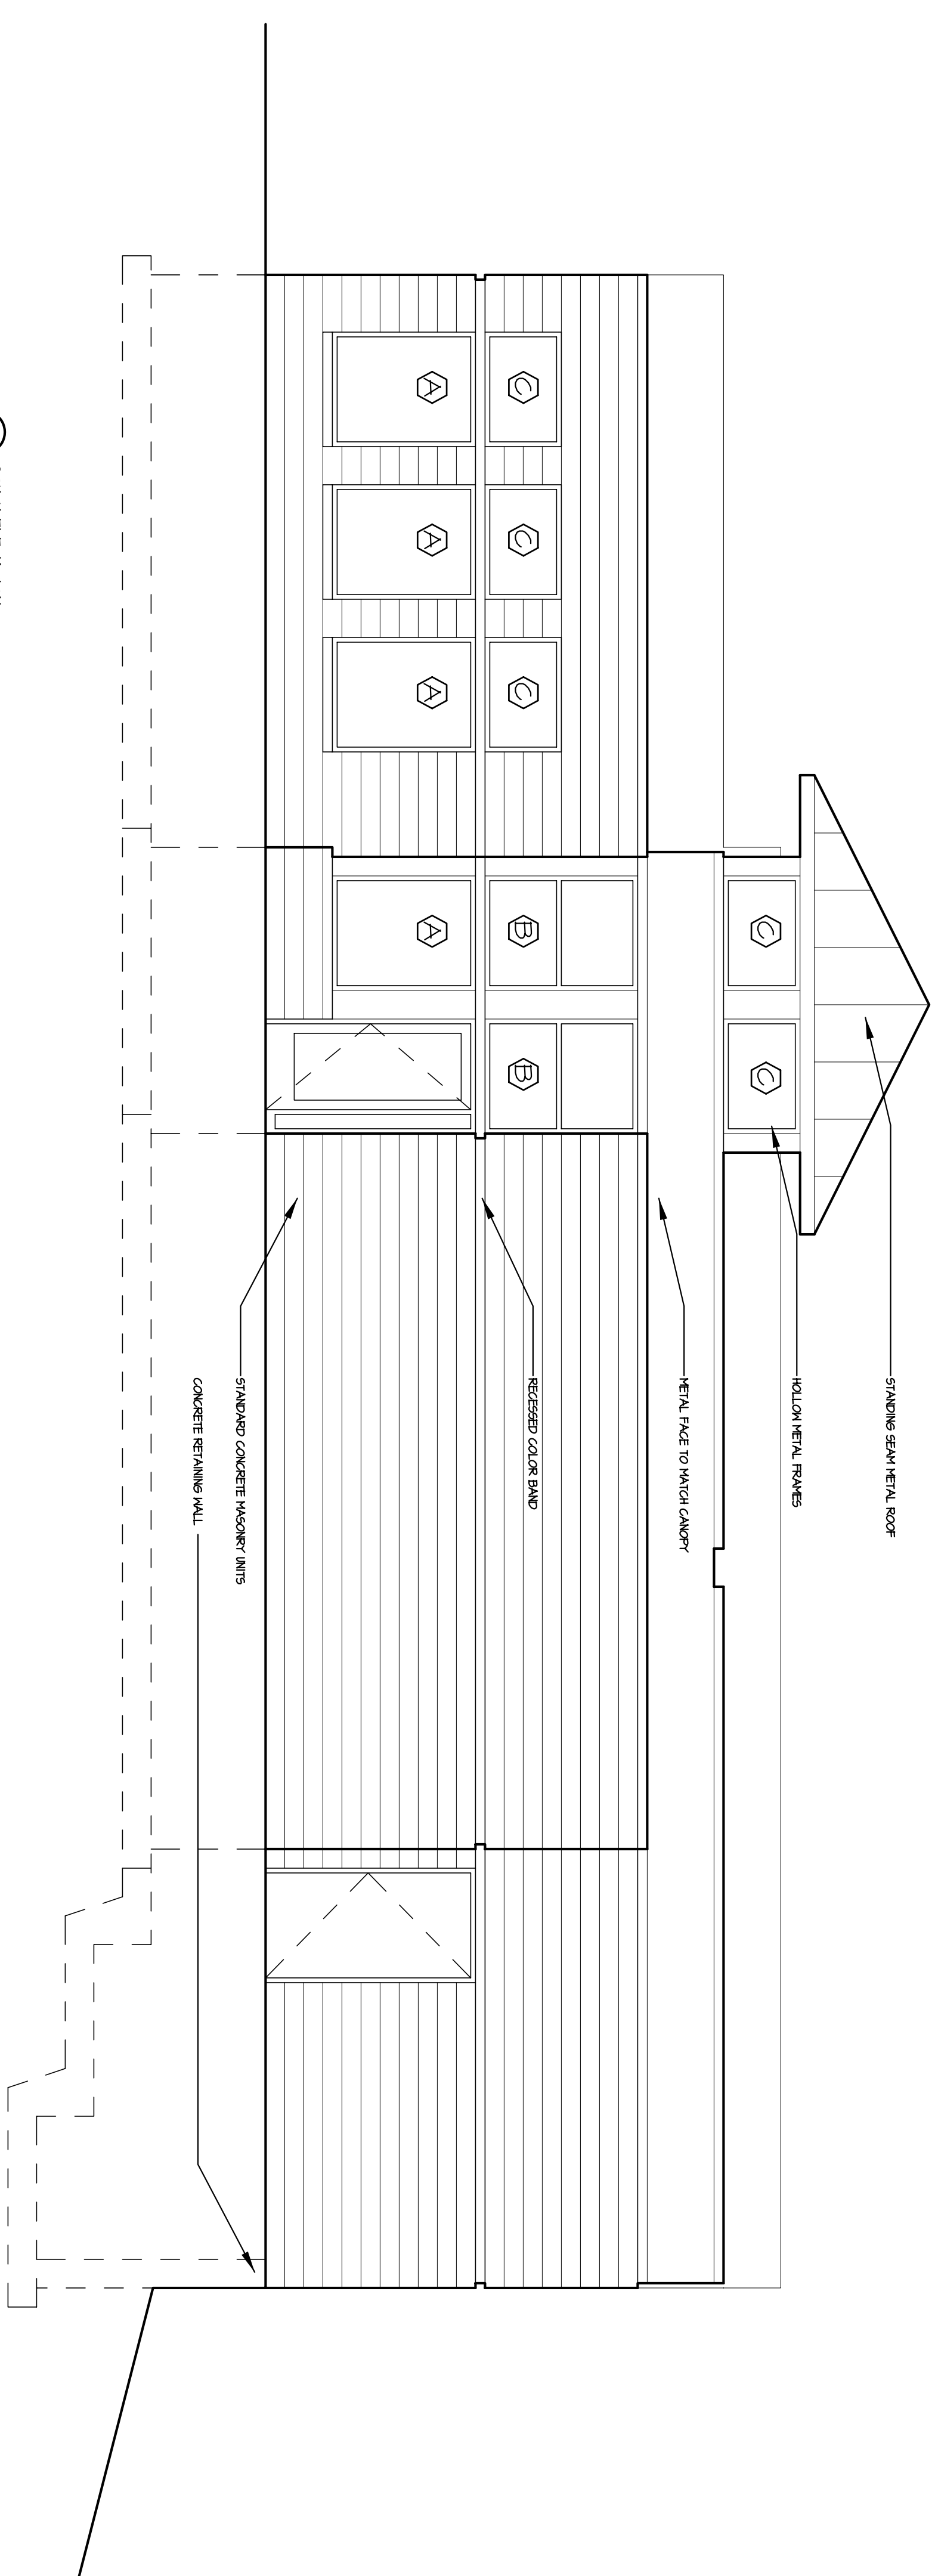 STANDING SEAM METAL ROOF
HOLLOW METAL FRAMES
C C
METAL FACE TO MATCH CANOPY
RECESSED COLOR BAND
C C C B B
A A A A
STANDARD CONCRETE MASONRY UNITS
CONCRETE RETAINING WALL